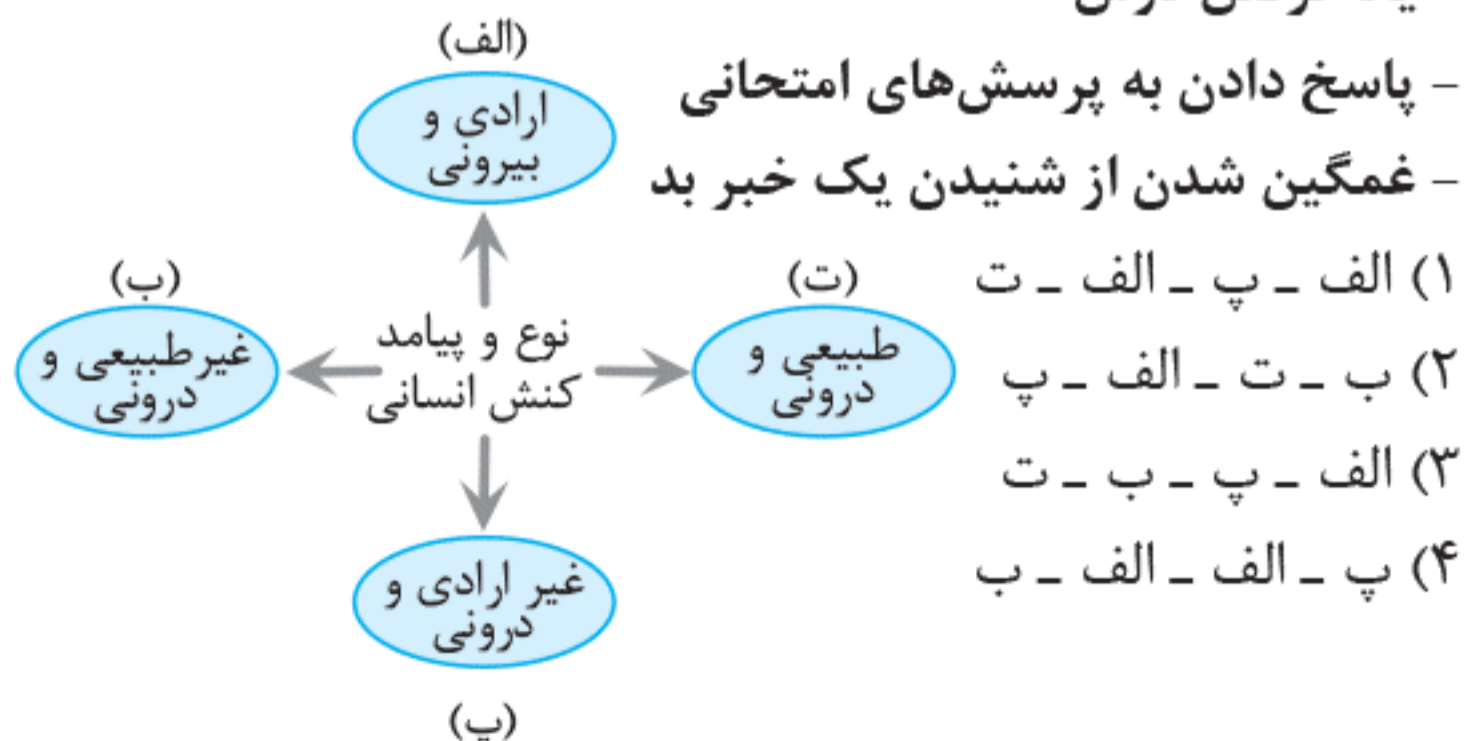 – پاسخ دادن به پرسش‌های امتحانی
– غمگین شدن از شنیدن یک خبر بد
۱) الف ـ پ ـ الف ـ ت
۲) ب ـ ت ـ الف ـ پ
۳) الف ـ پ ـ ب ـ ت
۴) پ ـ الف ـ الف ـ ب
(الف)
ارادی و
بیرونی
(ت)
طبیعی و
درونی
نوع و پیامد
کنش انسانی
(ب)
غیرطبیعی و
درونی
غیر ارادی و
درونی
(پ)